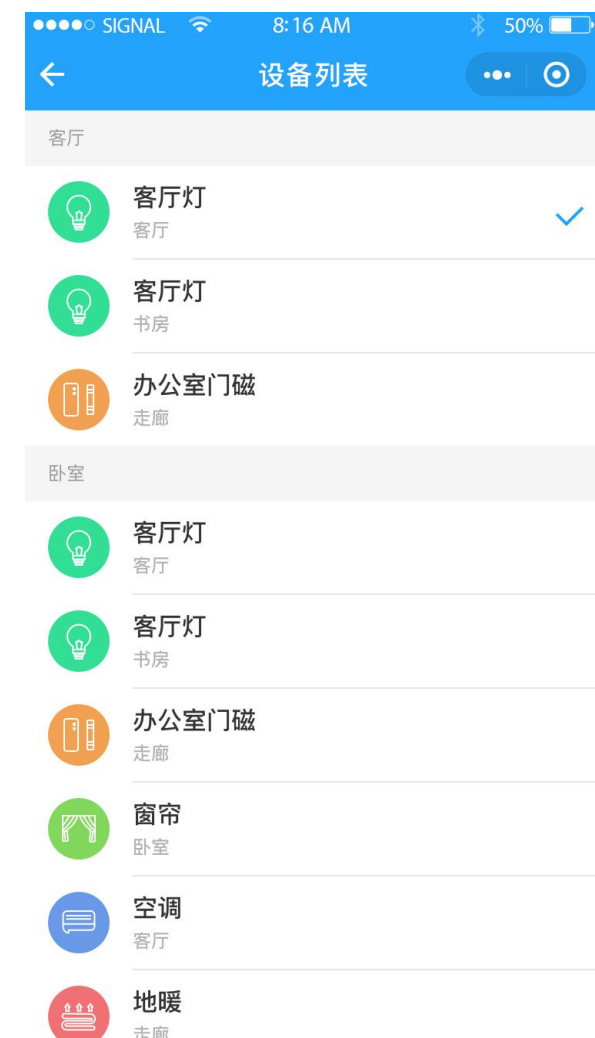 SIGNAL 8:16 AM 50%
设备列表
客厅
客厅灯
客厅
客厅灯
书房
办公室门磁
走廊
卧室
客厅灯
客厅
客厅灯
书房
办公室门磁
走廊
窗帘
卧室
空调
客厅
地暖
走廊